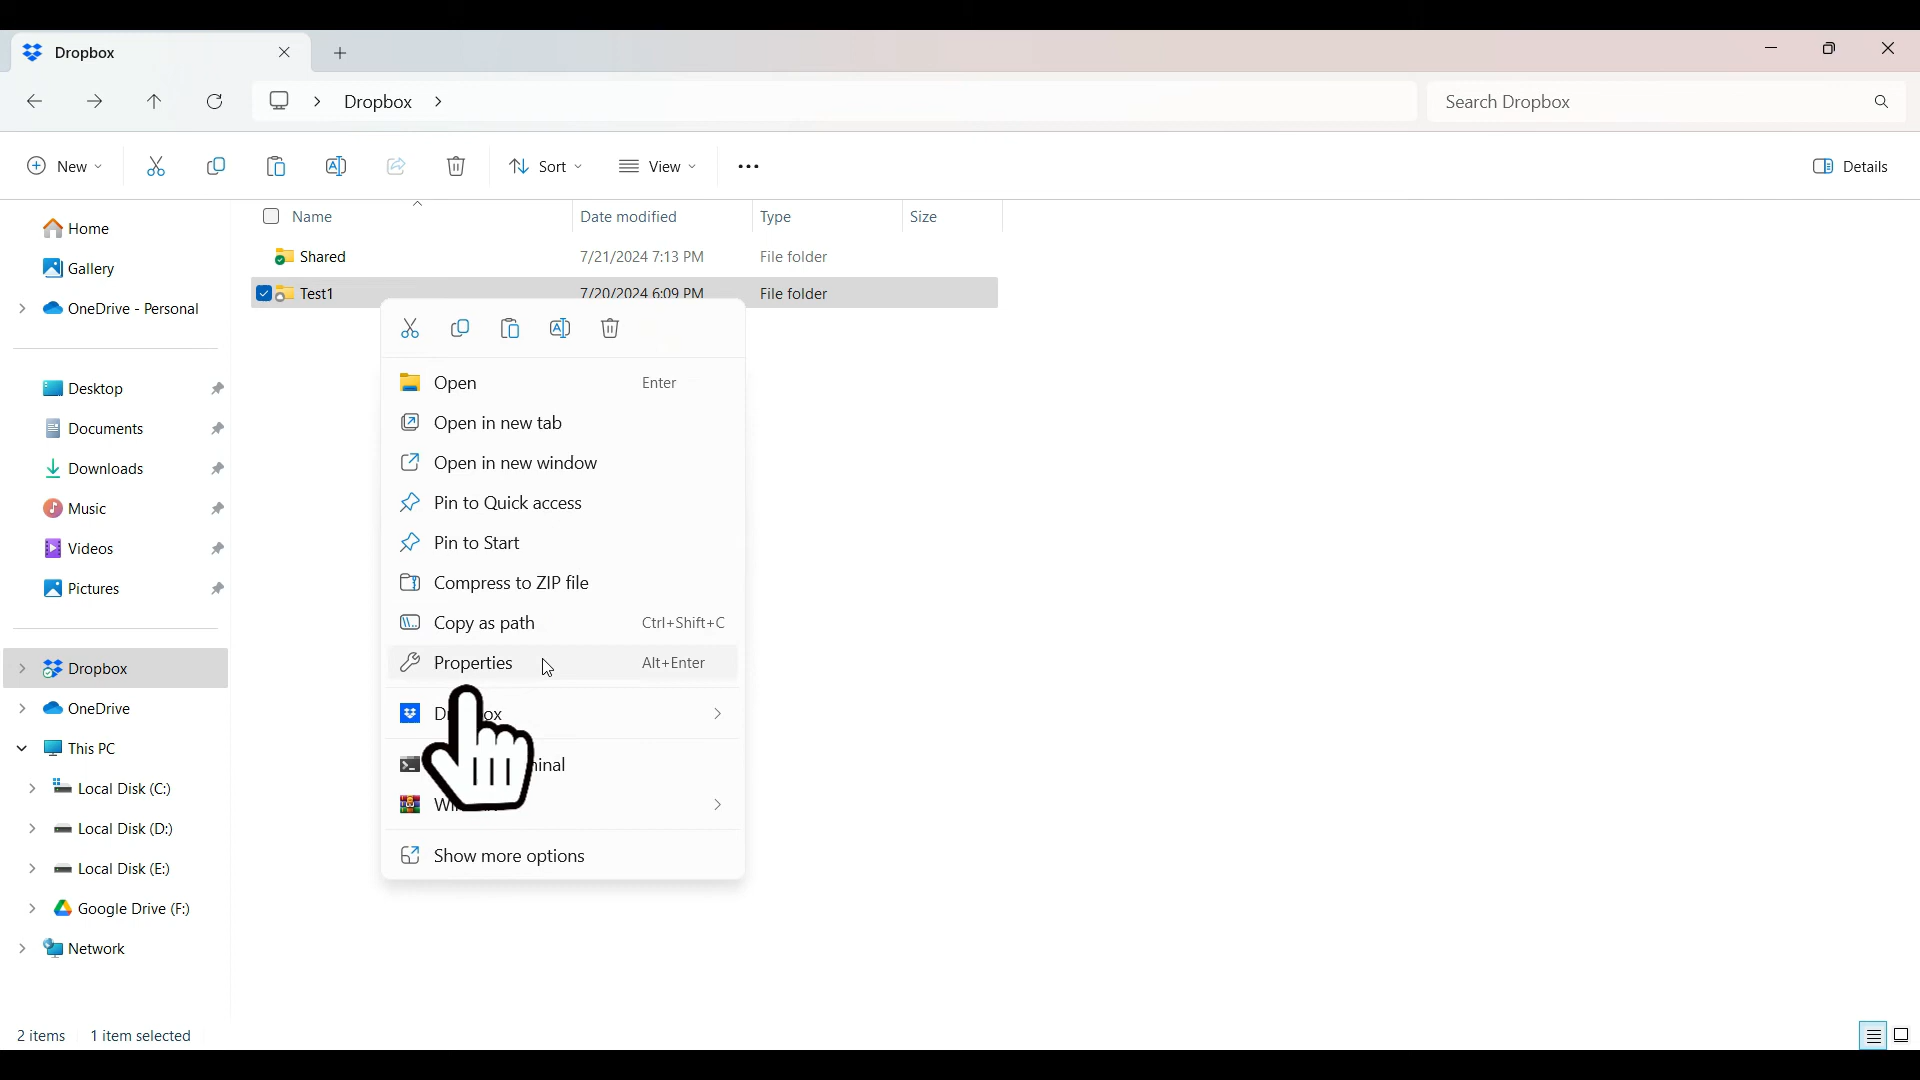 Dropbox
Dropbox
Search Dropbox
New
Sort
View
Details
Name
Date modified
Type
Size
Home
Gallery
OneDrive - Personal
Desktop
Documents
Downloads
Music
Videos
Pictures
Dropbox
OneDrive
This PC
Local Disk (C:)
Local Disk (D:)
Local Disk (E:)
Google Drive (F:)
Network
Shared 7/21/2024 7:13 PM File folder
Test1 7/20/2024 6:09 PM File folder
Open Enter
Open in new tab
Open in new window
Pin to Quick access
Pin to Start
Compress to ZIP file
Copy as path Ctrl+Shift+C
Properties Alt+Enter
Show more options
2 items 1 item selected